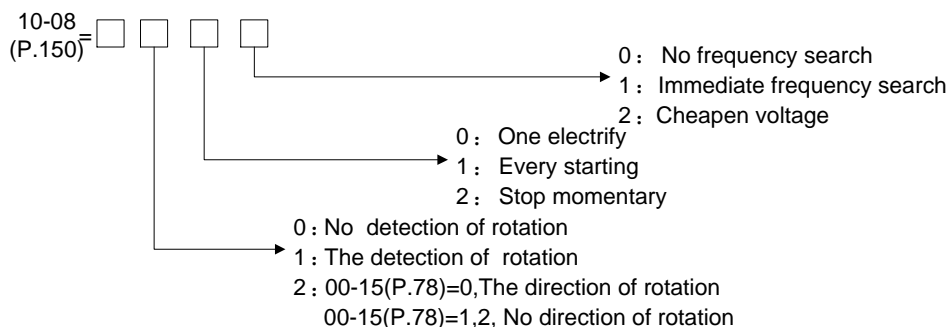 10-08
(P.150)=
0： No frequency search
1： Immediate frequency search
2： Cheapen voltage
0： One electrify
1： Every starting
2： Stop momentary
0：No detection of rotation
1：The detection of rotation
2：00-15(P.78)=0,The direction of rotation
00-15(P.78)=1,2, No direction of rotation